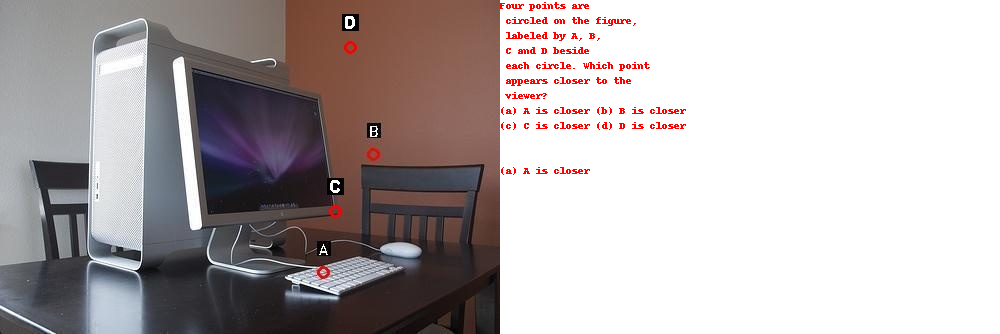 D
B
C
A
Four points are
circled on the figure,
labeled by A, B,
C and D beside
each circle. Which point
appears closer to the
viewer?
(a) A is closer (b) B is closer
(c) C is closer (d) D is closer
(a) A is closer